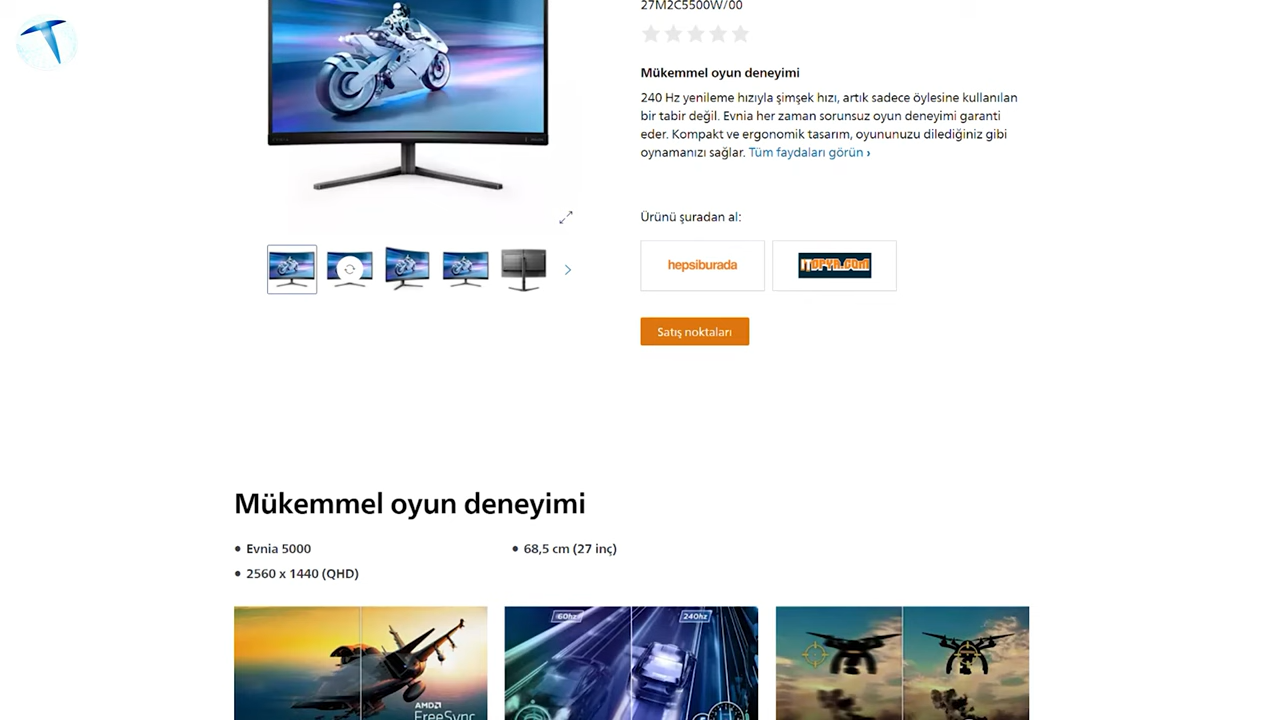 27M2C5500W/00
Mükemmel oyun deneyimi
240 Hz yenileme hızıyla şimşek hızı, artık sadece öylesine kullanılan
bir tabir değil. Evnia her zaman sorunsuz oyun deneyimi garanti
eder. Kompakt ve ergonomik tasarım, oyununuzu dilediğiniz gibi
oynamanızı sağlar. Tüm faydaları görün ›
Ürünü şuradan al:
hepsiburada
ITOPYA.COM
Satış noktaları
Mükemmel oyun deneyimi
• Evnia 5000
• 68,5 cm (27 inç)
• 2560 x 1440 (QHD)
60hz
240hz
AMD
FreeSync